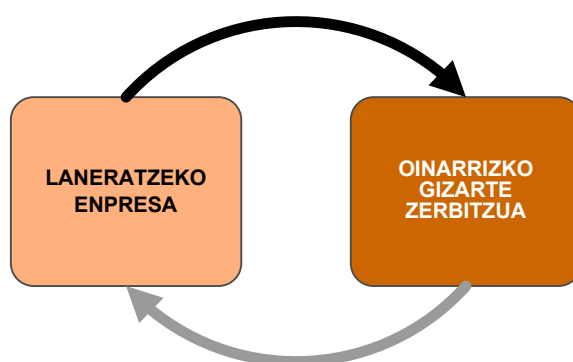 LANERATZEKO
ENPRESA
OINARRIZKO
GIZARTE
ZERBITZUA